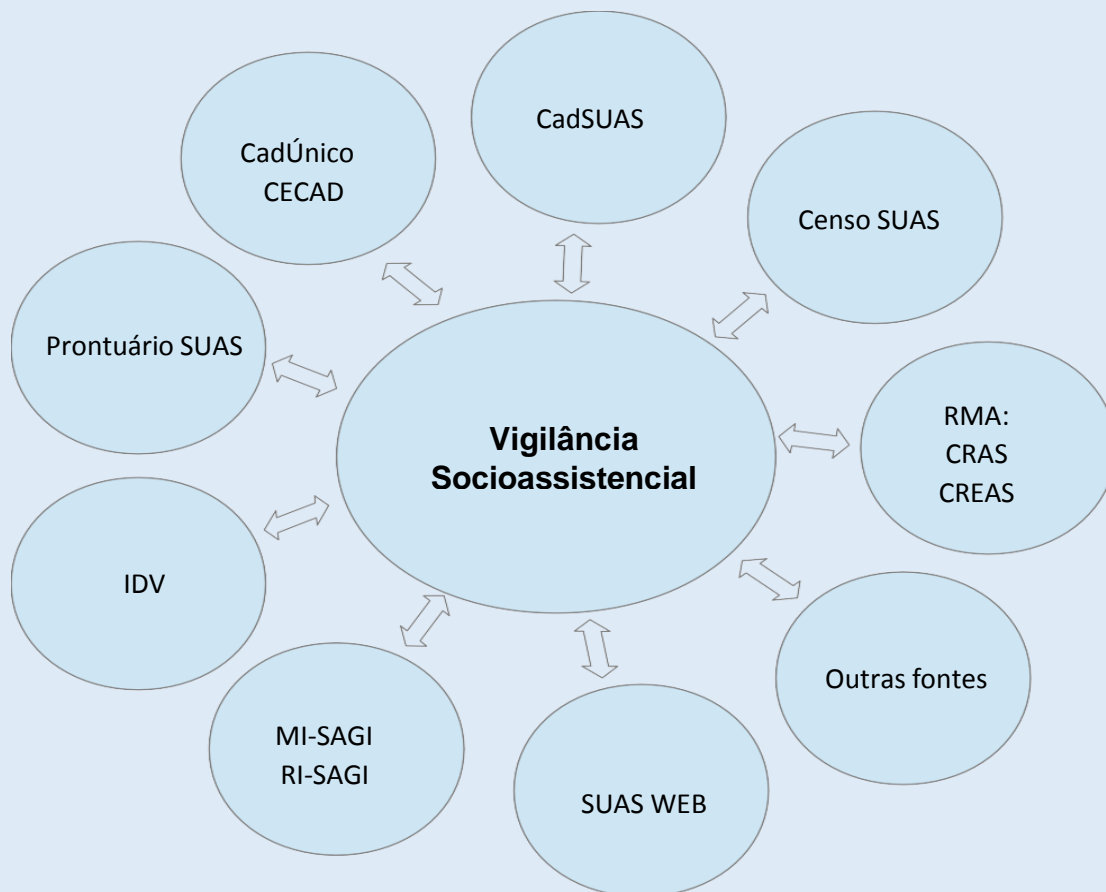 CadSUAS
CadÚnico
CECAD
Censo SUAS
Prontuário SUAS
Vigilância
Socioassistencial
RMA:
CRAS
CREAS
IDV
Outras fontes
MI-SAGI
RI-SAGI
SUAS WEB